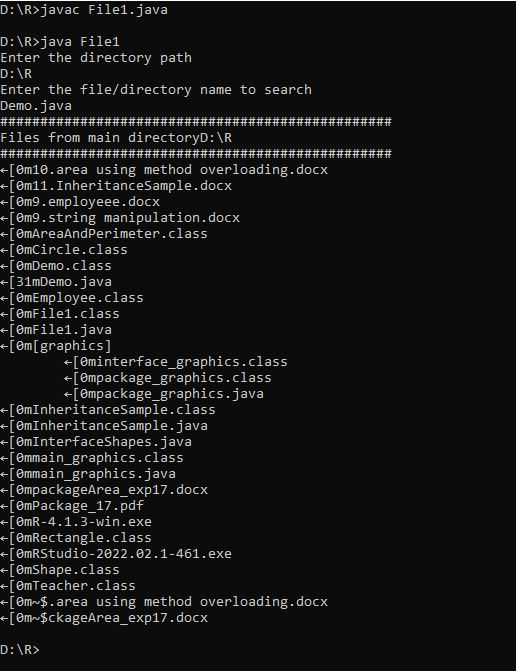 D:\R>javac File1.java
D:\R>java File1
Enter the directory path
D:\R
Enter the file/directory name to search
Demo.java
#################################################
Files from main directoryD:\R
#################################################
←[0m10.area using method overloading.docx
←[0m11.InheritanceSample.docx
←[0m9.employeee.docx
←[0m9.string manipulation.docx
←[0mAreaAndPerimeter.class
←[0mCircle.class
←[0mDemo.class
←[31mDemo.java
←[0mEmployee.class
←[0mFile1.class
←[0mFile1.java
←[0m[graphics]
←[0minterface_graphics.class
←[0mpackage_graphics.class
←[0mpackage_graphics.java
←[0mInheritanceSample.class
←[0mInheritanceSample.java
←[0mInterfaceShapes.java
←[0mmain_graphics.class
←[0mmain_graphics.java
←[0mpackageArea_exp17.docx
←[0mPackage_17.pdf
←[0mR-4.1.3-win.exe
←[0mRectangle.class
←[0mRStudio-2022.02.1-461.exe
←[0mShape.class
←[0mTeacher.class
←[0m~$.area using method overloading.docx
←[0m~$ckageArea_exp17.docx
D:\R>